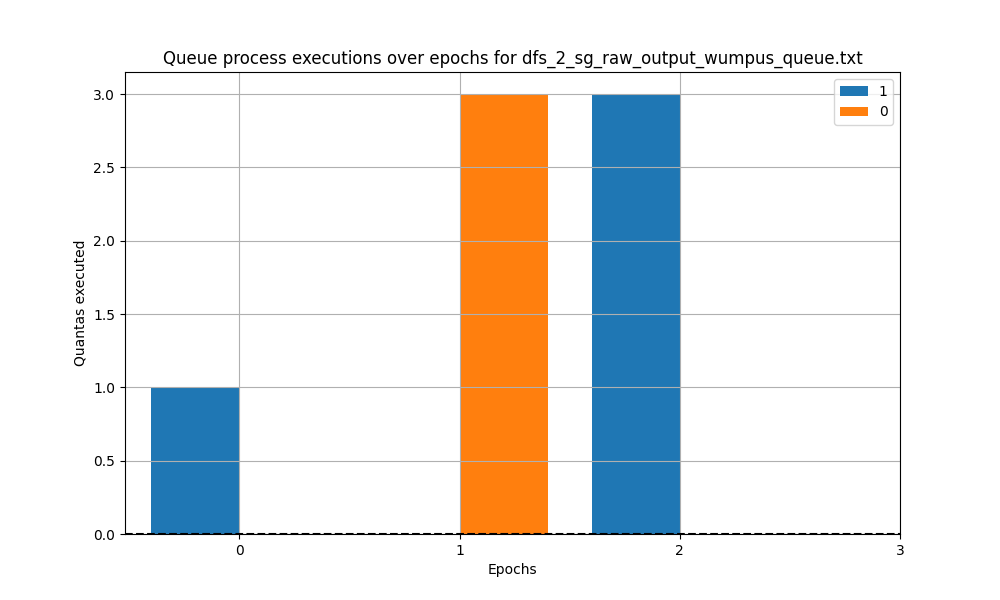 Queue process executions over epochs for dfs_2_sg_raw_output_wumpus_queue.txt
3.0
2.5
2.0
1.5
1.0
0.5
0.0
Quantas executed
1
0
0 1 2 3
Epochs